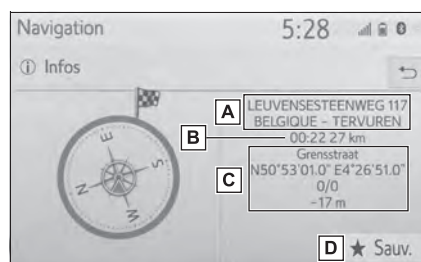 Navigation 5:28
i Infos
A LEUVENSESTEENWEG 117
BELGIQUE - TERVUREN
B 00:22 27 km
Grensstraat
C N50°53'01.0" E4°26'51.0"
0/0
-17 m
D ★ Sauv.
N
E
S
W